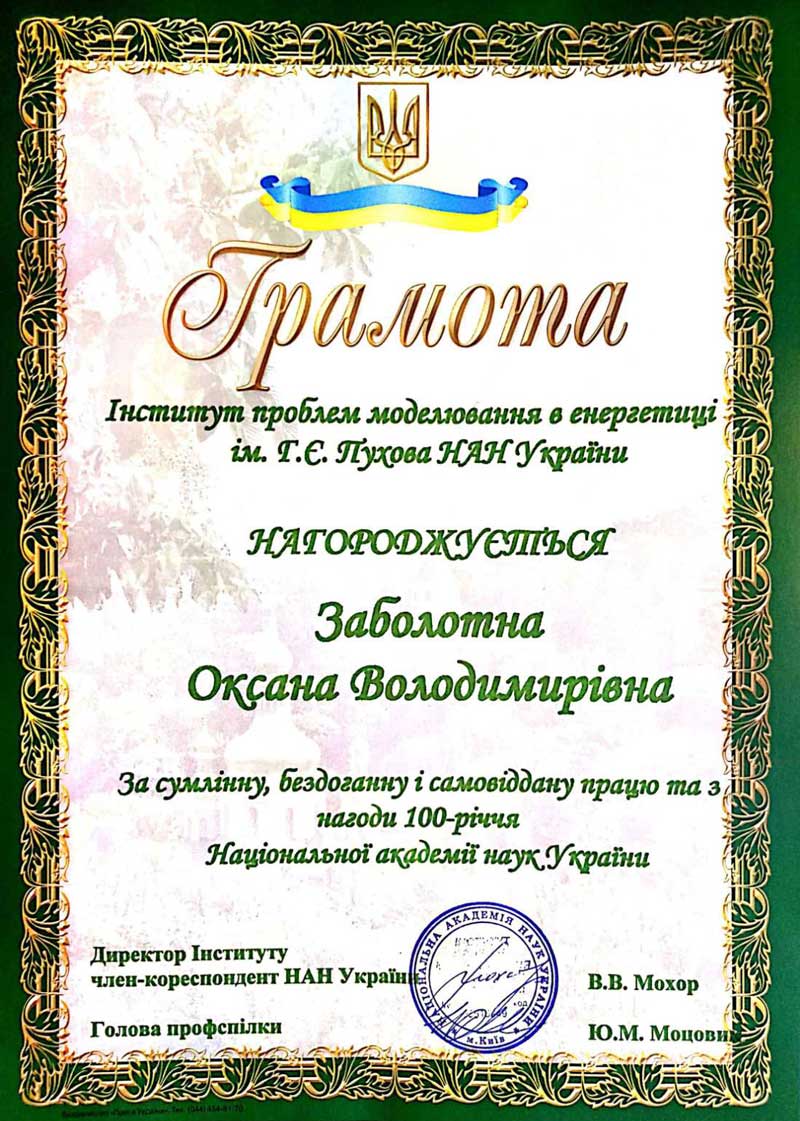 Грамота
Інститут проблем моделювання в енергетиці
ім. Г.Є. Пухова НАН України
НАГОРОДЖУЄТЬСЯ
Заболотна
Оксана Володимирівна
За сумлінну, бездоганну і самовіддану працю та з
нагоди 100-річчя
Національної академії наук України
НАЦІОНАЛЬНА АКАДЕМІЯ НАУК УКРАЇНИ
м. Київ
Директор Інституту
член-кореспондент НАН України
В.В. Мохор
Голова профспілки
Ю.М. Моцовик